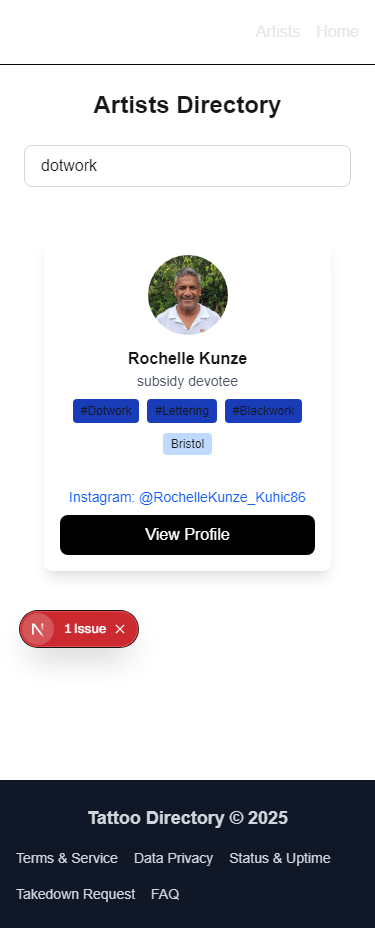 Artists Home
Artists Directory
dotwork
Rochelle Kunze
subsidy devotee
#Dotwork #Lettering #Blackwork
Bristol
Instagram: @RochelleKunze_Kuhic86
View Profile
N 1 Issue
Tattoo Directory © 2025
Terms & Service Data Privacy Status & Uptime
Takedown Request FAQ